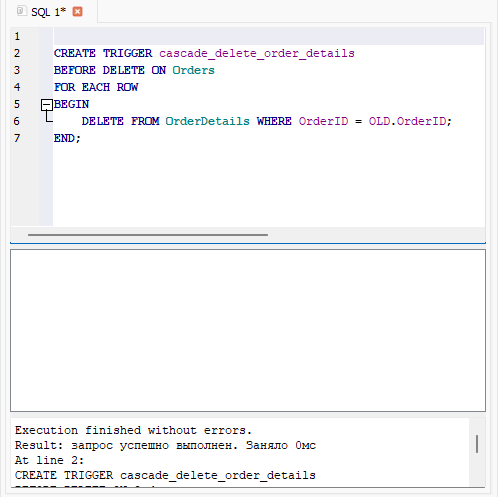 SQL 1*
1
2 CREATE TRIGGER cascade_delete_order_details
3 BEFORE DELETE ON Orders
4 FOR EACH ROW
5 BEGIN
6 DELETE FROM OrderDetails WHERE OrderID = OLD.OrderID;
7 END;
Execution finished without errors.
Result: запрос успешно выполнен. Заняло 0мс
At line 2:
CREATE TRIGGER cascade_delete_order_details